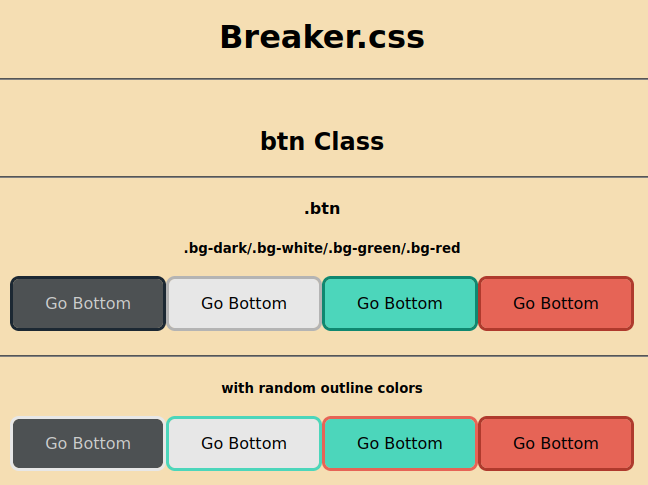 Breaker.css
btn Class
.btn
.bg-dark/.bg-white/.bg-green/.bg-red
Go Bottom Go Bottom Go Bottom Go Bottom
with random outline colors
Go Bottom Go Bottom Go Bottom Go Bottom